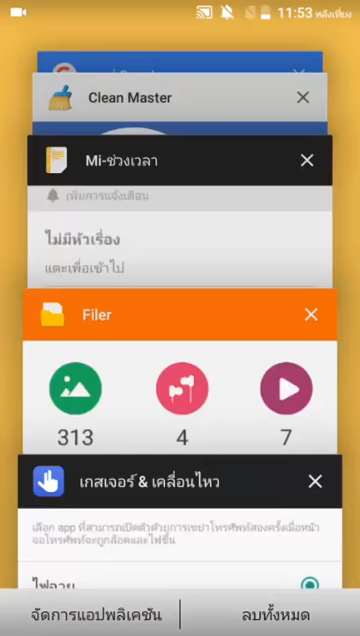 11:53 หลังเที่ยง
Clean Master
Mi-ช่วงเวลา
เพิ่มการแจ้งเตือน
ไม่มีหัวเรื่อง
แตะเพื่อเข้าไป
Filer
313
4
7
เกสเจอร์ & เคลื่อนไหว
เลือก app ที่สามารถเปิดตัวด้วยการเขย่าโทรศัพท์สองครั้งเมื่อหน้า
จอโทรศัพท์จะถูกล็อคและไฟขึ้น
ไฟฉาย
จัดการแอปพลิเคชัน
ลบทั้งหมด